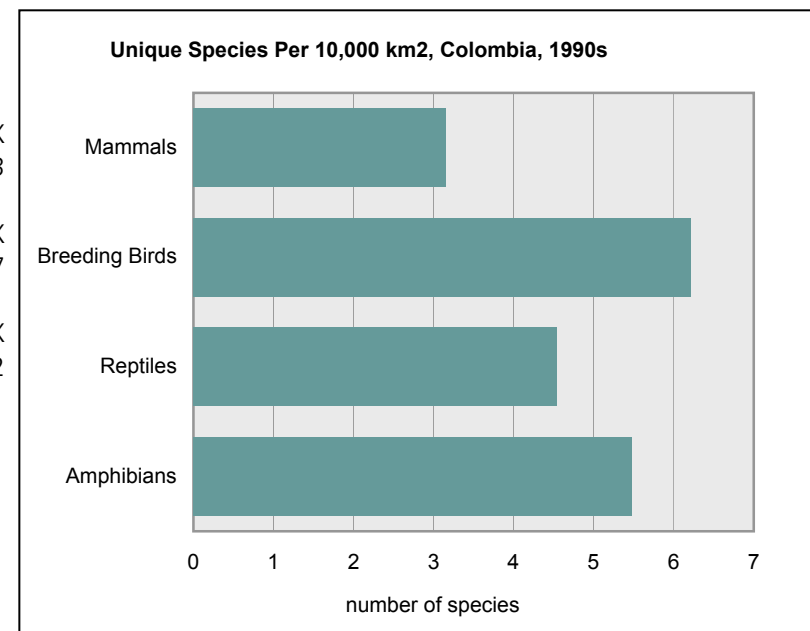 Unique Species Per 10,000 km2, Colombia, 1990s
Mammals
Breeding Birds
Reptiles
Amphibians
0 1 2 3 4 5 6 7
number of species